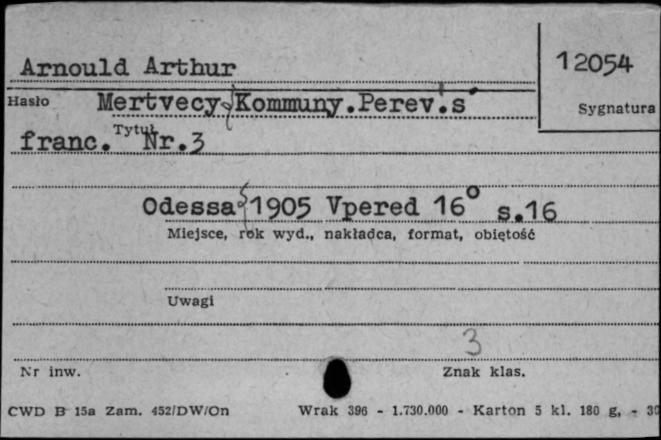 Arnould Arthur
12054
Hasło Mertvecy Kommuny.Perev.s
Sygnatura
Tytuł
franc. Nr.3
Odessa 1905 Vpered 16° s.16
Miejsce, rok wyd., nakładca, format, objętość
Uwagi
3
Nr inw. Znak klas.
CWD B 15a Zam. 452/DW/On Wrak 396 - 1.730.000 - Karton 5 kl. 180 g, - 30